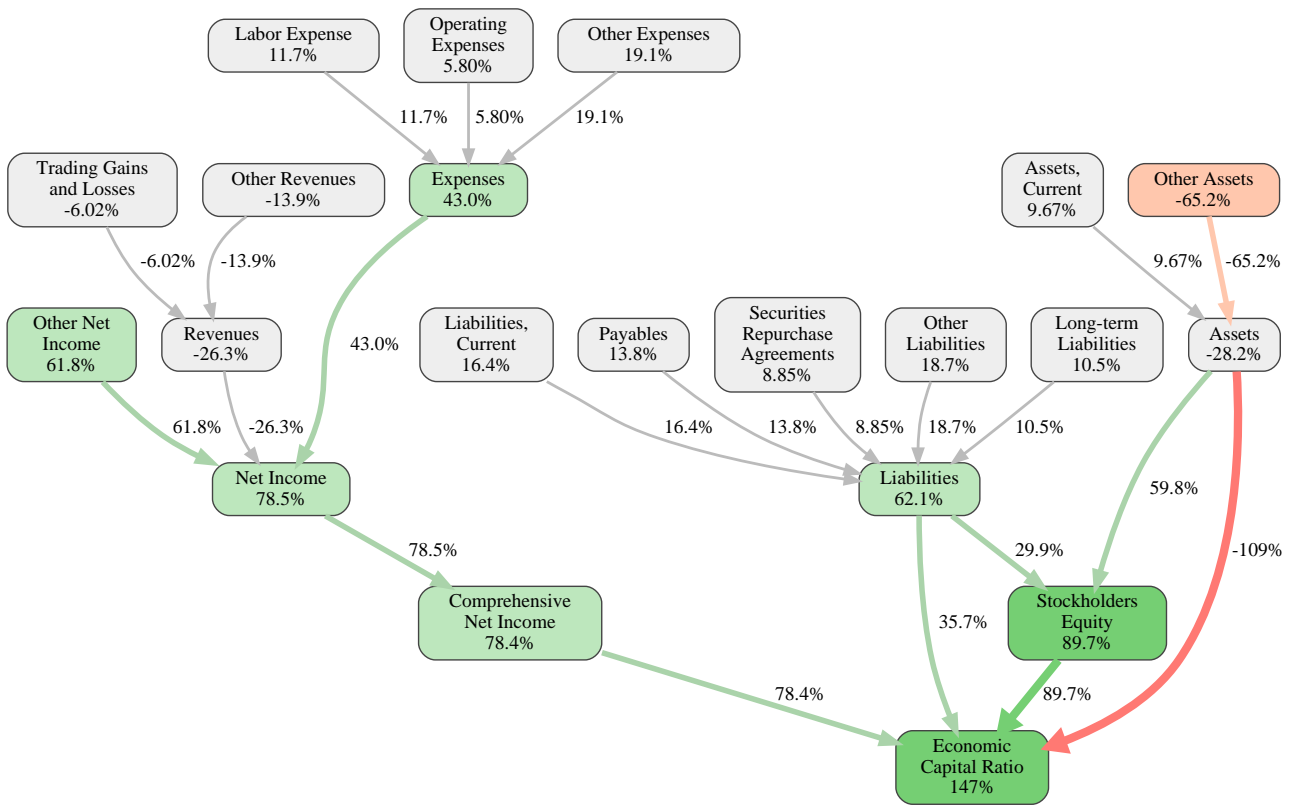 Labor Expense
11.7%
Operating
Expenses
5.80%
Other Expenses
19.1%
11.7%
5.80%
19.1%
Trading Gains
and Losses
-6.02%
Other Revenues
-13.9%
Expenses
43.0%
Assets,
Current
9.67%
Other Assets
-65.2%
-6.02%
-13.9%
9.67%
-65.2%
Other Net
Income
61.8%
Revenues
-26.3%
43.0%
Liabilities,
Current
16.4%
Payables
13.8%
Securities
Repurchase
Agreements
8.85%
Other
Liabilities
18.7%
Long-term
Liabilities
10.5%
Assets
-28.2%
61.8%
-26.3%
16.4%
13.8%
8.85%
18.7%
10.5%
Net Income
78.5%
Liabilities
62.1%
59.8%
78.5%
29.9%
-109%
Comprehensive
Net Income
78.4%
35.7%
Stockholders
Equity
89.7%
78.4%
89.7%
Economic
Capital Ratio
147%